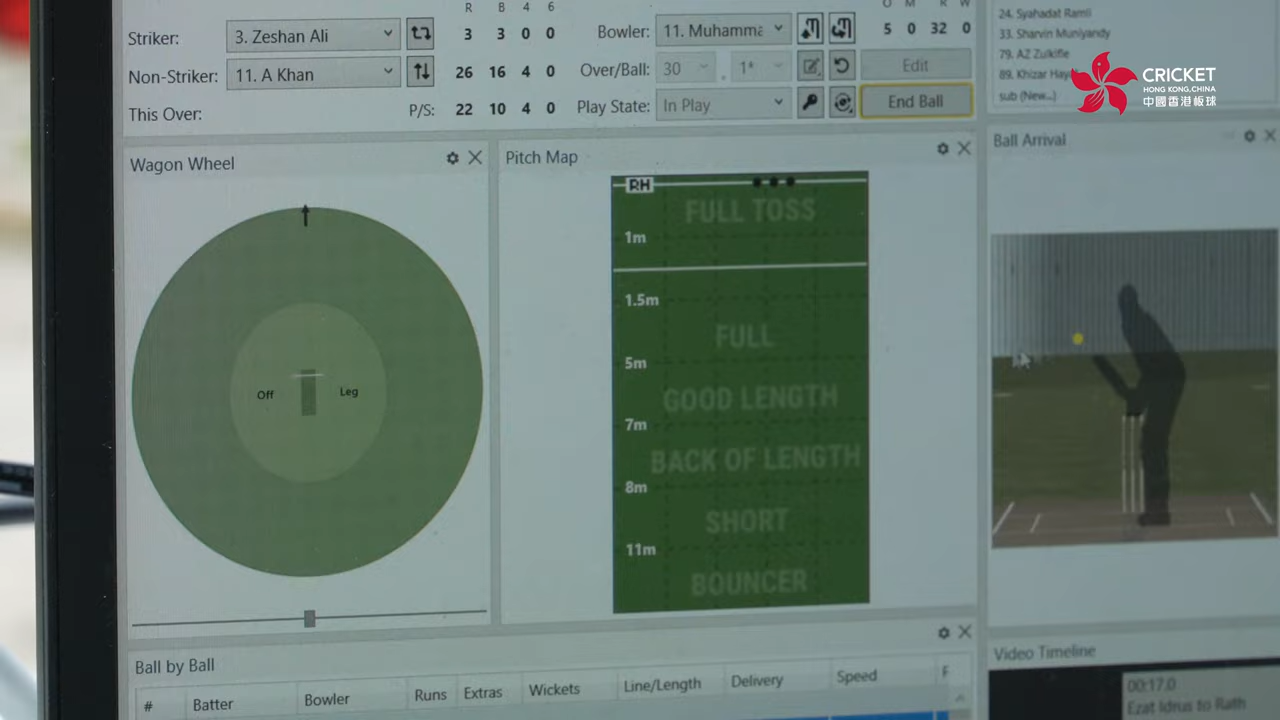 R B 4 6
Striker: 3. Zeshan Ali 3 3 0 0
Non-Striker: 11. A Khan 26 16 4 0
This Over: P/S: 22 10 4 0
O M R W
Bowler: 11. Muhamma 5 0 32 0
Over/Ball: 30 . 1* Edit
Play State: In Play End Ball
24. Syahadat Ramli
33. Sharvin Muniyandy
79. AZ Zulkifle
89. Khizar Hay
sub (New...)
CRICKET
HONG KONG, CHINA
中國香港板球
Wagon Wheel
Off Leg
Pitch Map
RH
FULL TOSS
1m
1.5m
FULL
5m
GOOD LENGTH
7m
BACK OF LENGTH
8m
SHORT
11m
BOUNCER
Ball Arrival
Ball by Ball
# Batter Bowler Runs Extras Wickets Line/Length Delivery Speed
Video Timeline
00:17.0
Ezat Idrus to Rath